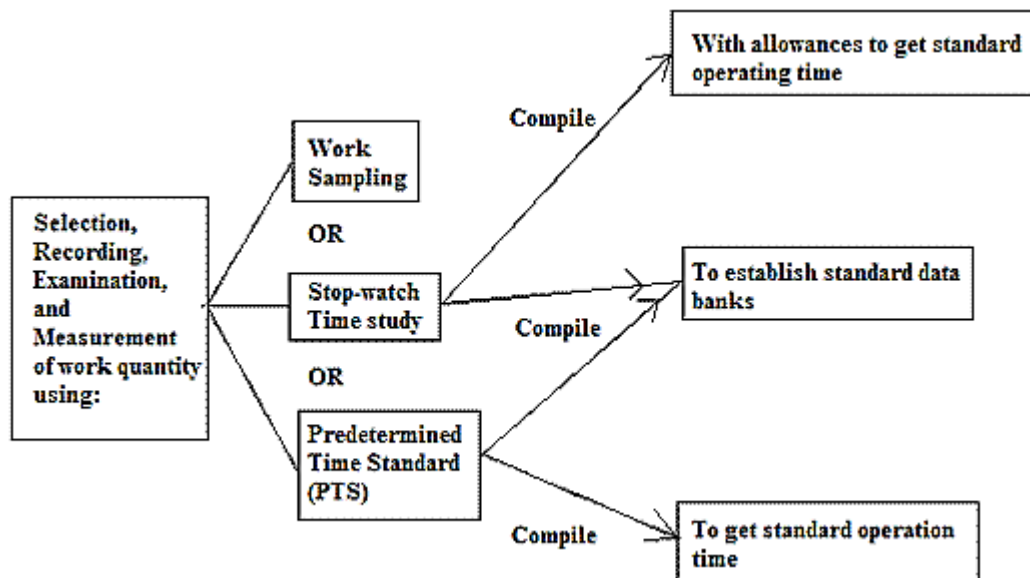 Selection,
Recording,
Examination,
and
Measurement
of work quantity
using:
Work
Sampling
OR
Stop-watch
Time study
OR
Predetermined
Time Standard
(PTS)
Compile
With allowances to get standard
operating time
Compile
To establish standard data
banks
Compile
To get standard operation
time